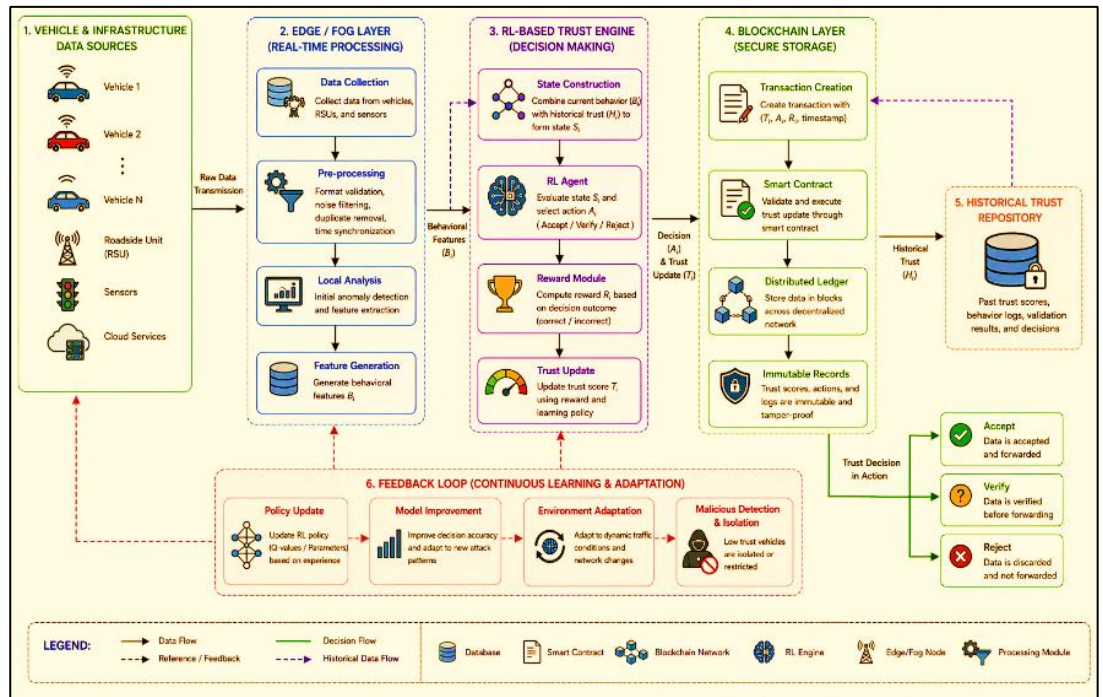 1. VEHICLE & INFRASTRUCTURE
DATA SOURCES
Vehicle 1
Vehicle 2
Vehicle N
Roadside Unit
(RSU)
Sensors
Cloud Services
Raw Data
Transmission
2. EDGE / FOG LAYER
(REAL-TIME PROCESSING)
Data Collection
Collect data from vehicles,
RSUs, and sensors
Pre-processing
Format validation,
noise filtering,
duplicate removal,
time synchronization
Local Analysis
Initial anomaly detection
and feature extraction
Feature Generation
Generate behavioral
features Bᵢ
Behavioral
Features
(Bᵢ)
3. RL-BASED TRUST ENGINE
(DECISION MAKING)
State Construction
Combine current behavior (Bᵢ)
with historical trust (Hᵢ) to
form state Sᵢ
RL Agent
Evaluate state Sᵢ and
select action Aᵢ
( Accept / Verify / Reject )
Reward Module
Compute reward Rᵢ based
on decision outcome
(correct / incorrect)
Trust Update
Update trust score Tᵢ
using reward and
learning policy
Decision
(Aᵢ)
& Trust
Update (Tᵢ)
4. BLOCKCHAIN LAYER
(SECURE STORAGE)
Transaction Creation
Create transaction with
(Tᵢ, Aᵢ, Rᵢ, timestamp)
Smart Contract
Validate and execute
trust update through
smart contract
Distributed Ledger
Store data in blocks
across decentralized
network
Immutable Records
Trust scores, actions, and
logs are immutable and
tamper-proof
Historical
Trust
(Hᵢ)
5. HISTORICAL TRUST
REPOSITORY
Past trust scores,
behavior logs, validation
results, and decisions
Trust Decision
in Action
Accept
Data is accepted
and forwarded
Verify
Data is verified
before forwarding
Reject
Data is discarded
and not forwarded
6. FEEDBACK LOOP (CONTINUOUS LEARNING & ADAPTATION)
Policy Update
Update RL policy
(Q-values / Parameters)
based on experience
Model Improvement
Improve decision accuracy
and adapt to new attack
patterns
Environment Adaptation
Adapt to dynamic traffic
conditions and
network changes
Malicious Detection
& Isolation
Low trust vehicles
are isolated or
restricted
LEGEND:
Data Flow
Decision Flow
Reference / Feedback
Historical Data Flow
Database
Smart Contract
Blockchain Network
RL Engine
Edge/Fog Node
Processing Module